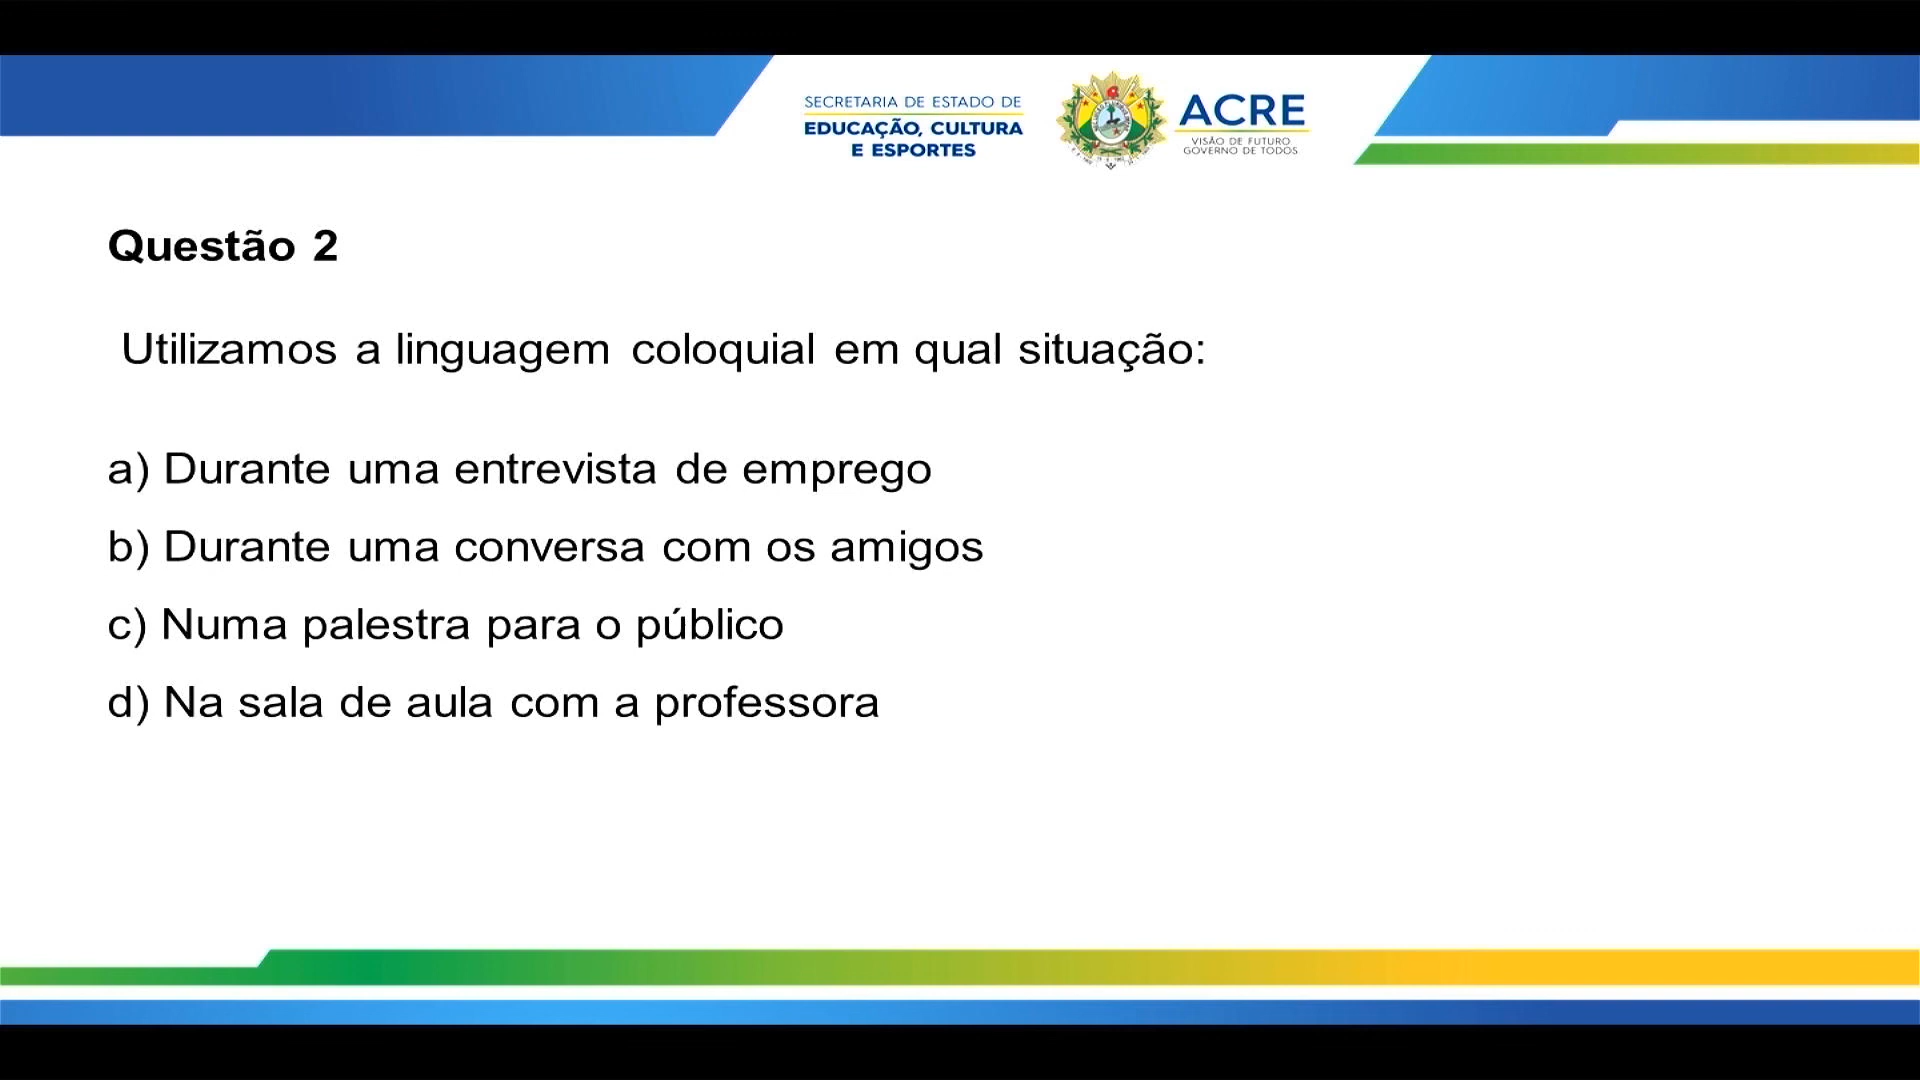 SECRETARIA DE ESTADO DE
EDUCAÇÃO, CULTURA
E ESPORTES
ACRE
VISÃO DE FUTURO
GOVERNO DE TODOS
Questão 2
Utilizamos a linguagem coloquial em qual situação:
a) Durante uma entrevista de emprego
b) Durante uma conversa com os amigos
c) Numa palestra para o público
d) Na sala de aula com a professora